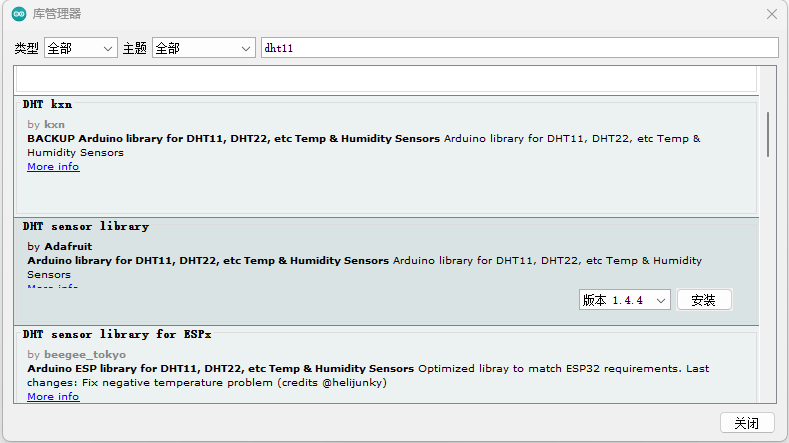 库管理器
类型 全部 主题 全部 dht11
DHT kxn
by kxn
BACKUP Arduino library for DHT11, DHT22, etc Temp & Humidity Sensors Arduino library for DHT11, DHT22, etc Temp &
Humidity Sensors
More info
DHT sensor library
by Adafruit
Arduino library for DHT11, DHT22, etc Temp & Humidity Sensors Arduino library for DHT11, DHT22, etc Temp & Humidity
Sensors
More info
版本 1.4.4 安装
DHT sensor library for ESPx
by beegee_tokyo
Arduino ESP library for DHT11, DHT22, etc Temp & Humidity Sensors Optimized libray to match ESP32 requirements. Last
changes: Fix negative temperature problem (credits @helijunky)
More info
关闭